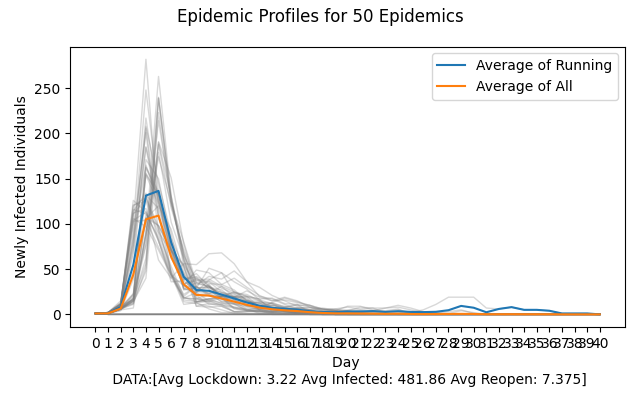 Epidemic Profiles for 50 Epidemics
Average of Running
Average of All
Newly Infected Individuals
250
200
150
100
50
0
0 1 2 3 4 5 6 7 8 9 10 11 12 13 14 15 16 17 18 19 20 21 22 23 24 25 26 27 28 29 30 31 32 33 34 35 36 37 38 39 40
Day
DATA:[Avg Lockdown: 3.22 Avg Infected: 481.86 Avg Reopen: 7.375]